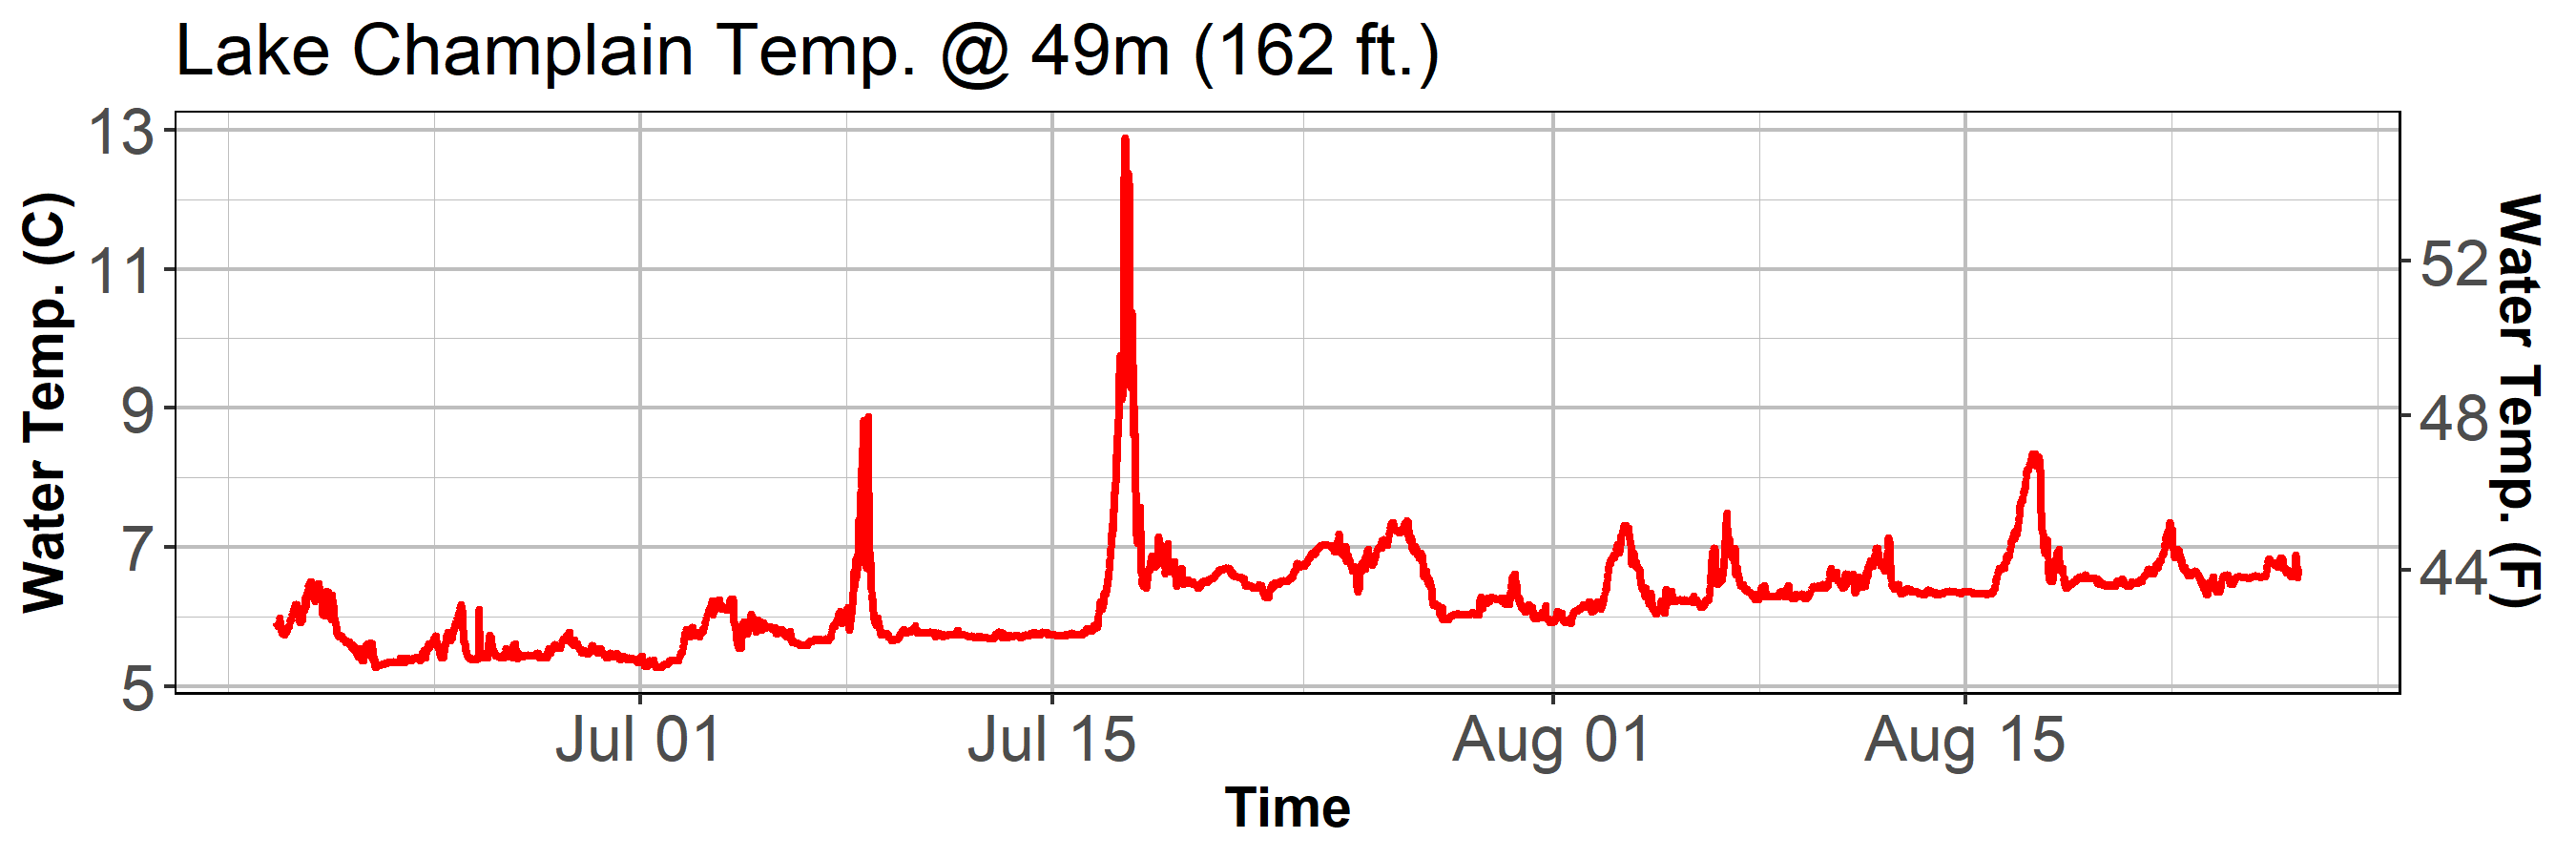 Lake Champlain Temp. @ 49m (162 ft.)
Water Temp. (C)
13
11
9
7
5
52
48
44
Water Temp. (F)
Jul 01
Jul 15
Aug 01
Aug 15
Time